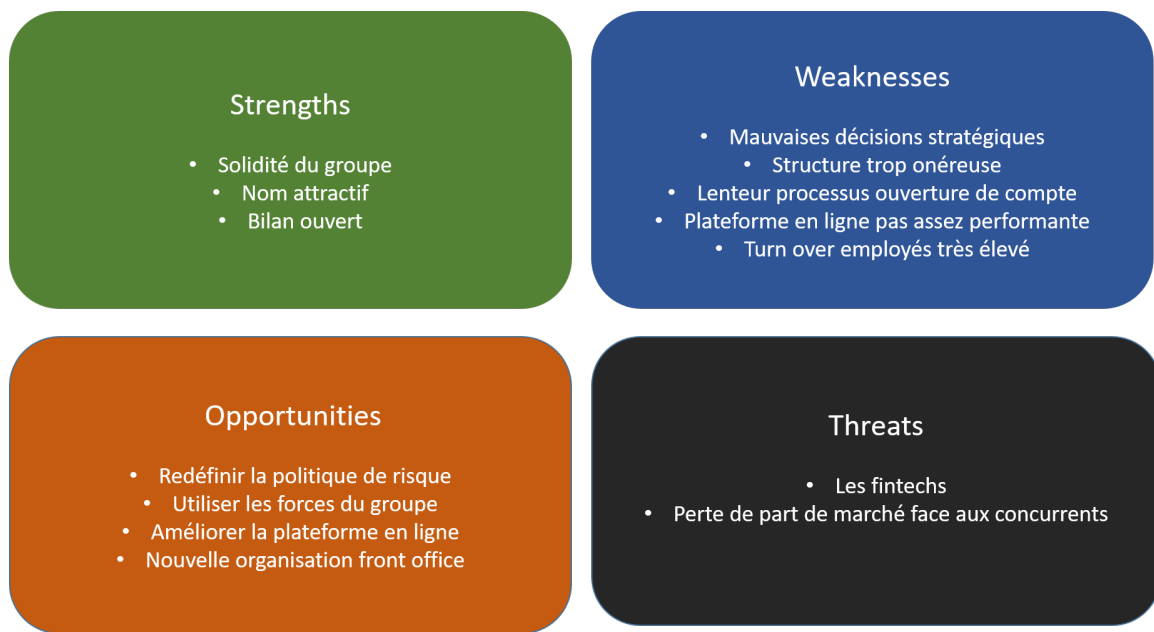 Strengths
• Solidité du groupe
• Nom attractif
• Bilan ouvert
Weaknesses
• Mauvaises décisions stratégiques
• Structure trop onéreuse
• Lenteur processus ouverture de compte
• Plateforme en ligne pas assez performante
• Turn over employés très élevé
Opportunities
• Redéfinir la politique de risque
• Utiliser les forces du groupe
• Améliorer la plateforme en ligne
• Nouvelle organisation front office
Threats
• Les fintechs
• Perte de part de marché face aux concurrents